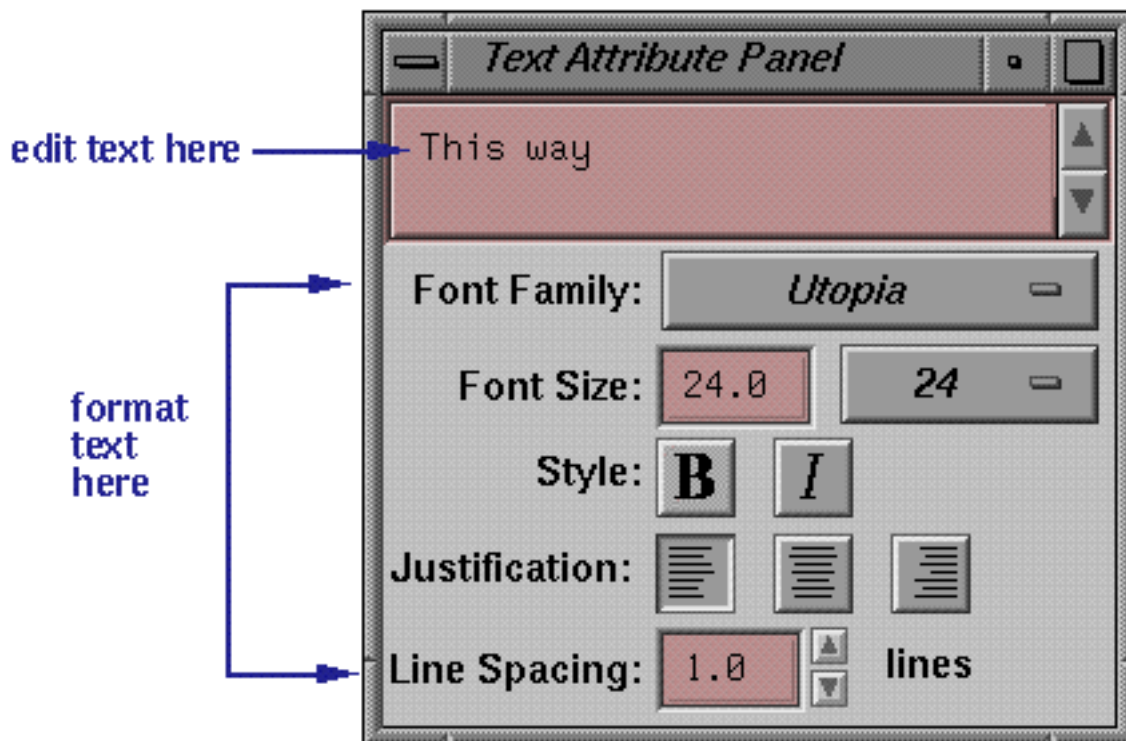 Text Attribute Panel
edit text here
This way
Font Family: Utopia
Font Size: 24.0 24
format
text
here
Style: B I
Justification:
Line Spacing: 1.0 lines